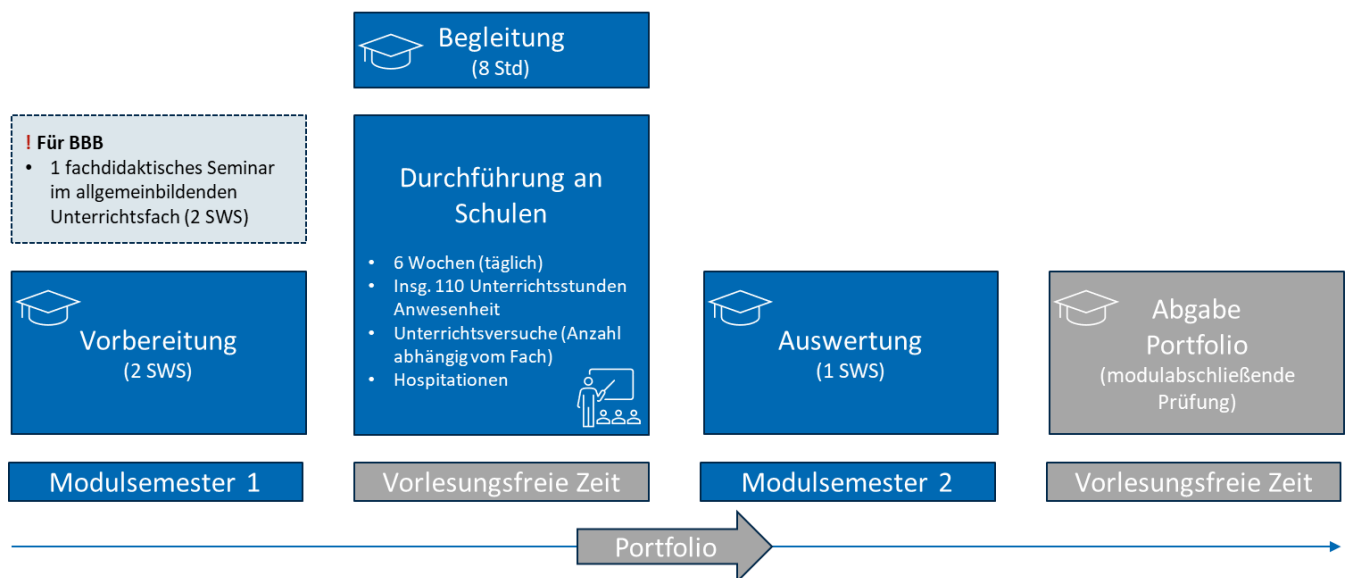 Begleitung
(8 Std)
! Für BBB
• 1 fachdidaktisches Seminar
im allgemeinbildenden
Unterrichtsfach (2 SWS)
Vorbereitung
(2 SWS)
Durchführung an
Schulen
• 6 Wochen (täglich)
• Insg. 110 Unterrichtsstunden
Anwesenheit
• Unterrichtsversuche (Anzahl
abhängig vom Fach)
• Hospitationen
Auswertung
(1 SWS)
Abgabe
Portfolio
(modulabschließende
Prüfung)
Modulsemester 1
Vorlesungsfreie Zeit
Modulsemester 2
Vorlesungsfreie Zeit
Portfolio